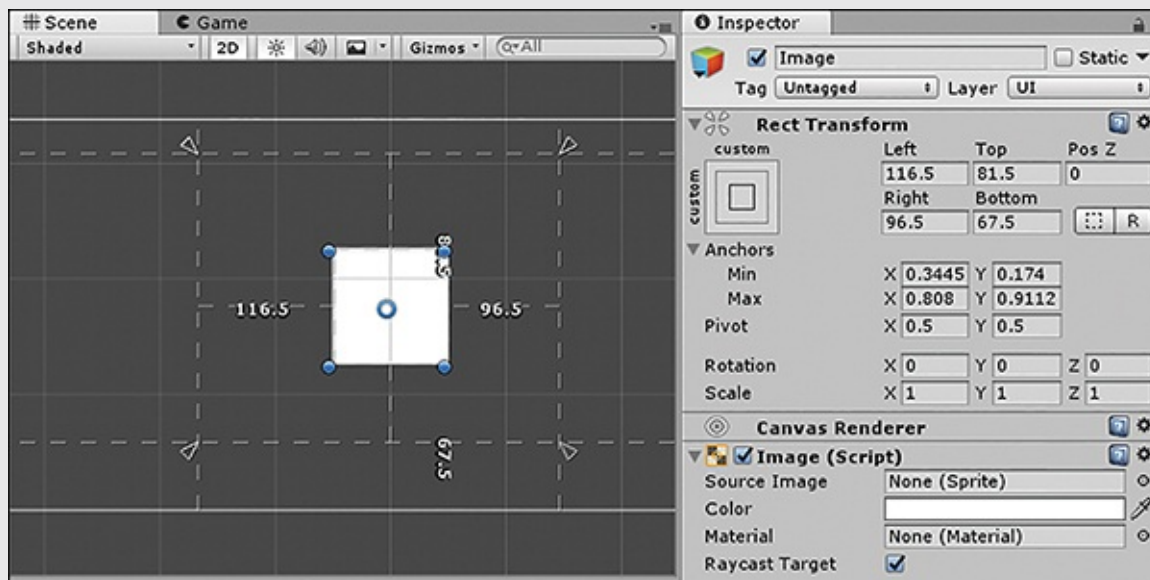 Scene
Game
Shaded
2D
Gizmos
All
116.5
96.5
67.5
Inspector
Image
Static
Tag Untagged Layer UI
Rect Transform
custom
custom
Left Top Pos Z
116.5 81.5 0
Right Bottom
96.5 67.5 R
Anchors
Min X 0.3445 Y 0.174
Max X 0.808 Y 0.9112
Pivot X 0.5 Y 0.5
Rotation X 0 Y 0 Z 0
Scale X 1 Y 1 Z 1
Canvas Renderer
Image (Script)
Source Image None (Sprite)
Color
Material None (Material)
Raycast Target